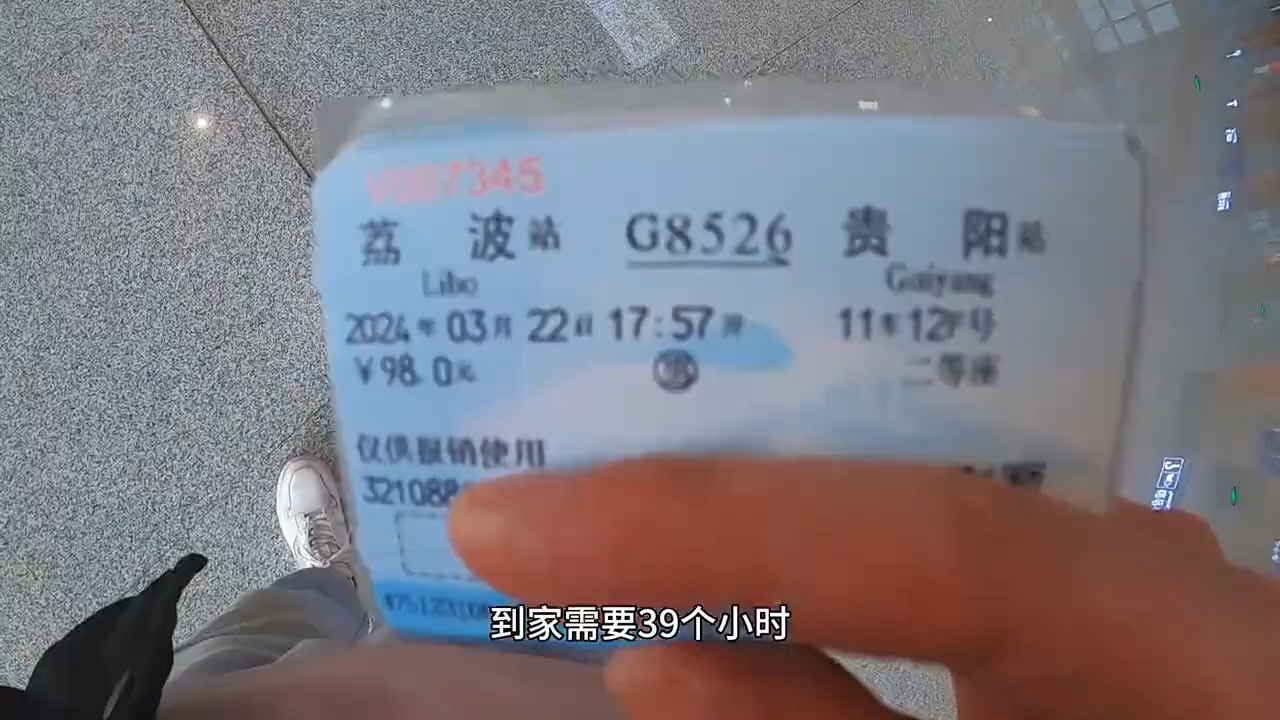 7345
荔波站 G8526 贵阳站
Libo Guiyang
2024年03月22日17:57开 11车12F号
￥98.0元 二等座
仅供报销使用
321088
到家需要39个小时